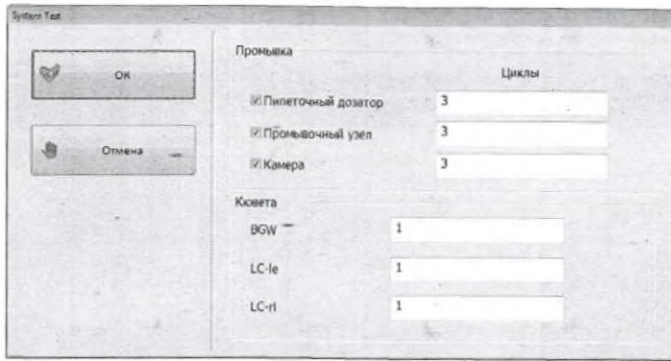 System Test
OK
Отмена
Промывка
Циклы
Пипеточный дозатор 3
Промывочный узел 3
Камера 3
Кювета
BGW 1
LC-le 1
LC-ri 1